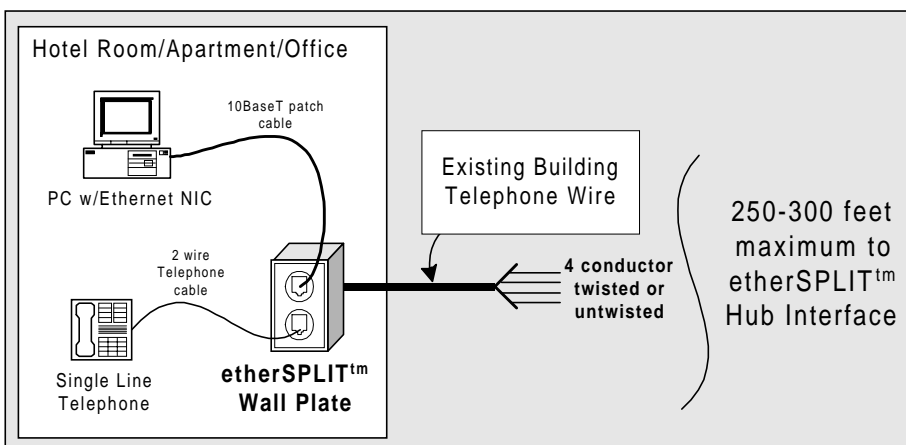 Hotel Room/Apartment/Office
10BaseT patch
cable
PC w/Ethernet NIC
2 wire
Telephone
cable
Single Line
Telephone
etherSPLITtm
Wall Plate
Existing Building
Telephone Wire
4 conductor
twisted or
untwisted
250-300 feet
maximum to
etherSPLITtm
Hub Interface